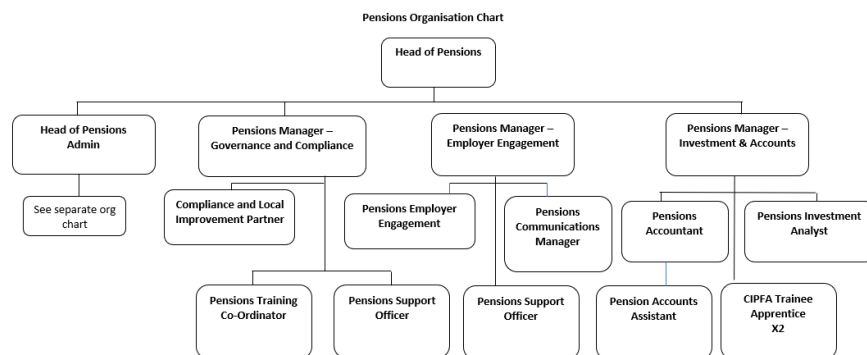 Pensions Organisation Chart
Head of Pensions
Head of Pensions
Admin
Pensions Manager –
Governance and Compliance
Pensions Manager –
Employer Engagement
Pensions Manager –
Investment & Accounts
See separate org
chart
Compliance and Local
Improvement Partner
Pensions Employer
Engagement
Pensions
Communications
Manager
Pensions
Accountant
Pensions Investment
Analyst
Pensions Training
Co-Ordinator
Pensions Support
Officer
Pensions Support
Officer
Pension Accounts
Assistant
CIPFA Trainee
Apprentice
X2